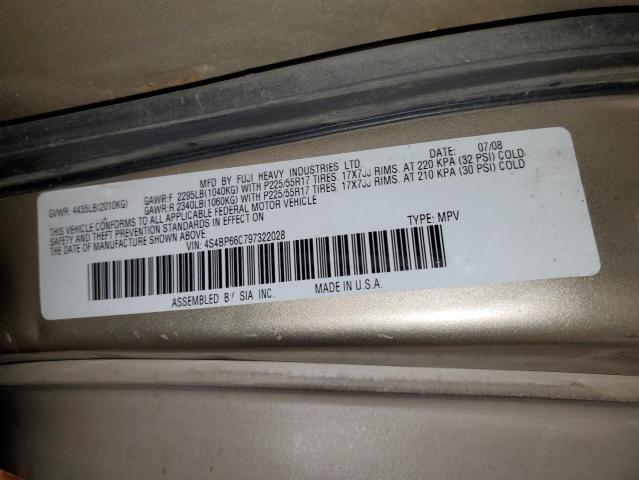 MFD BY FUJI HEAVY INDUSTRIES LTD. DATE: 07/08
GVWR: 4435LB(2010KG) GAWR:F 2295LB(1040KG) WITH P225/55R17 TIRES, 17X7JJ RIMS. AT 220 KPA (32 PSI) COLD
GAWR:R 2340LB(1060KG) WITH P225/55R17 TIRES, 17X7JJ RIMS. AT 210 KPA (30 PSI) COLD
THIS VEHICLE CONFORMS TO ALL APPLICABLE FEDERAL MOTOR VEHICLE
SAFETY AND THEFT PREVENTION STANDARDS IN EFFECT ON
THE DATE OF MANUFACTURE SHOWN ABOVE.
VIN: 4S4BP66C797322028 TYPE: MPV
ASSEMBLED BY SIA INC. MADE IN U.S.A.